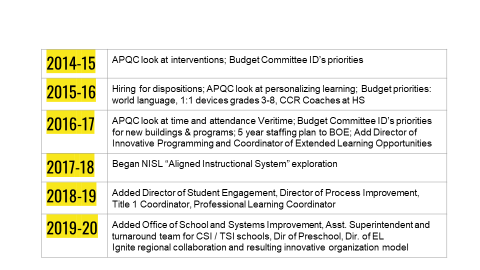 2014-15
APQC look at interventions; Budget Committee ID's priorities
2015-16
Hiring for dispositions; APQC look at personalizing learning; Budget priorities:
world language, 1:1 devices grades 3-8, CCR Coaches at HS
2016-17
APQC look at time and attendance Veritime; Budget Committee ID's priorities
for new buildings & programs; 5 year staffing plan to BOE; Add Director of
Innovative Programming and Coordinator of Extended Learning Opportunities
2017-18
Began NISL "Aligned Instructional System" exploration
2018-19
Added Director of Student Engagement, Director of Process Improvement,
Title 1 Coordinator, Professional Learning Coordinator
2019-20
Added Office of School and Systems Improvement, Asst. Superintendent and
turnaround team for CSI / TSI schools, Dir of Preschool, Dir. of EL
Ignite regional collaboration and resulting innovative organization model